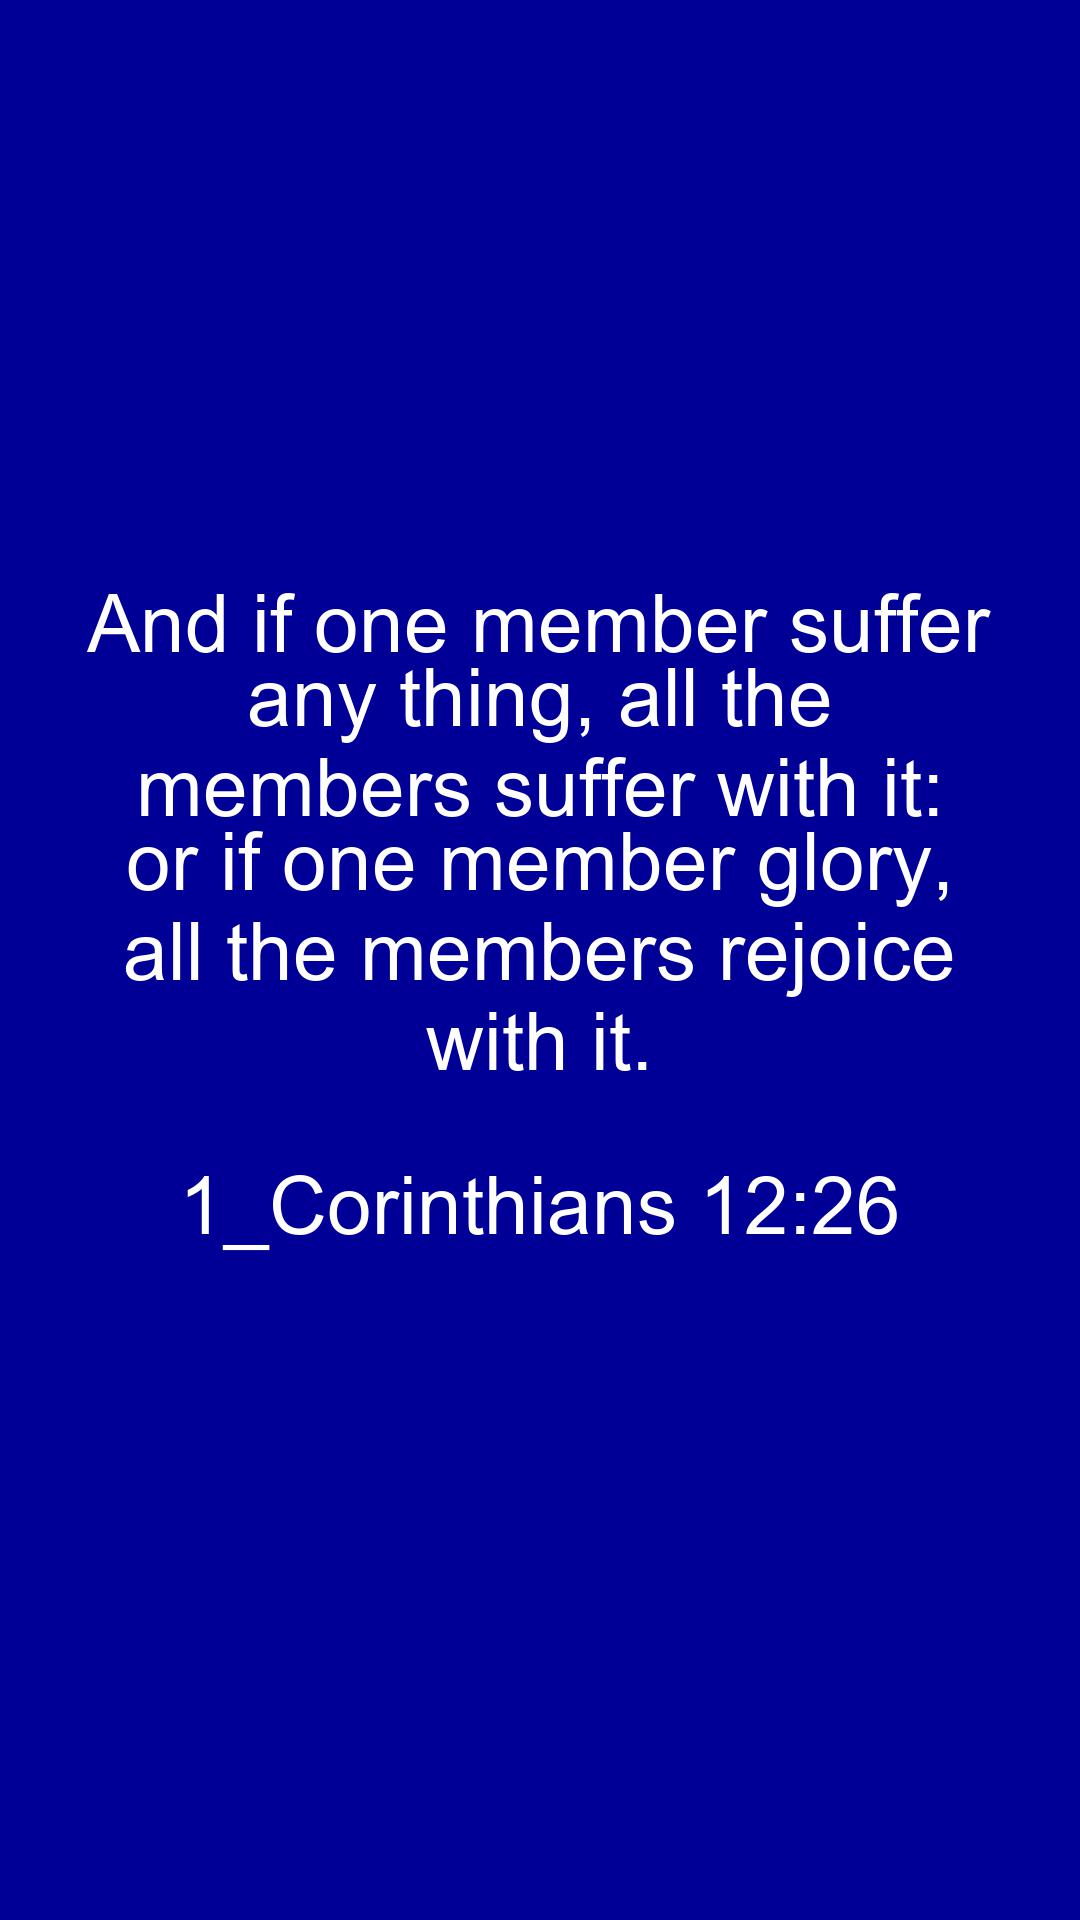 And if one member suffer
any thing, all the
members suffer with it:
or if one member glory,
all the members rejoice
with it.
1_Corinthians 12:26